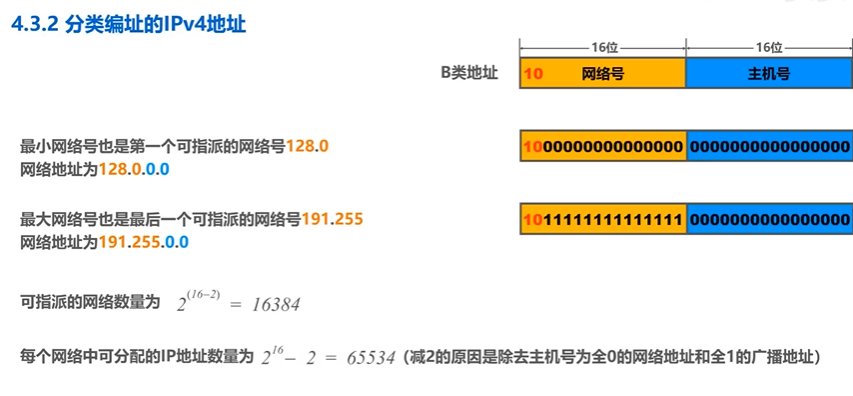 4.3.2 分类编址的IPv4地址
16位 16位
B类地址 10 网络号 主机号
最小网络号也是第一个可指派的网络号128.0
网络地址为128.0.0.0
1000000000000000 0000000000000000
最大网络号也是最后一个可指派的网络号191.255
网络地址为191.255.0.0
1011111111111111 0000000000000000
可指派的网络数量为 2^(16–2) = 16384
每个网络中可分配的IP地址数量为 2^16 – 2 = 65534（减2的原因是除去主机号为全0的网络地址和全1的广播地址）